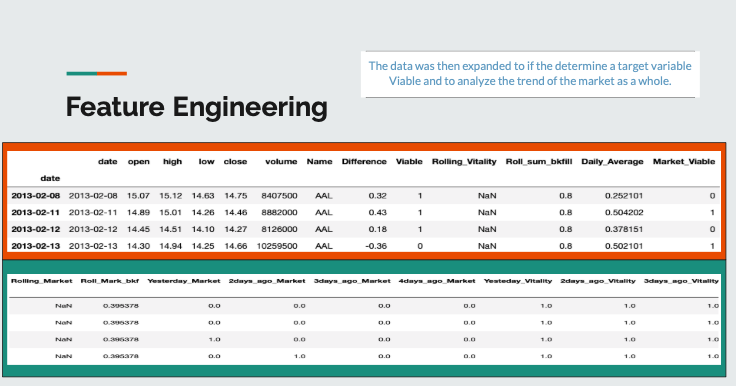 The data was then expanded to if the determine a target variable
Viable and to analyze the trend of the market as a whole.
Feature Engineering
date open high low close volume Name Difference Viable Rolling_Vitality Roll_sum_bkfill Daily_Average Market_Viable
date
2013-02-08 2013-02-08 15.07 15.12 14.63 14.75 8407500 AAL 0.32 1 NaN 0.8 0.252101 0
2013-02-11 2013-02-11 14.89 15.01 14.26 14.46 8882000 AAL 0.43 1 NaN 0.8 0.504202 1
2013-02-12 2013-02-12 14.45 14.51 14.10 14.27 8126000 AAL 0.18 1 NaN 0.8 0.378151 0
2013-02-13 2013-02-13 14.30 14.94 14.25 14.66 10259500 AAL -0.36 0 NaN 0.8 0.502101 1
Rolling_Market Roll_Mark_bkf Yesterday_Market 2days_ago_Market 3days_ago_Market 4days_ago_Market Yesteday_Vitality 2days_ago_Vitality 3days_ago_Vitality
NaN 0.395378 0.0 0.0 0.0 0.0 1.0 1.0 1.0
NaN 0.395378 0.0 0.0 0.0 0.0 1.0 1.0 1.0
NaN 0.395378 1.0 0.0 0.0 0.0 1.0 1.0 1.0
NaN 0.395378 0.0 1.0 0.0 0.0 1.0 1.0 1.0